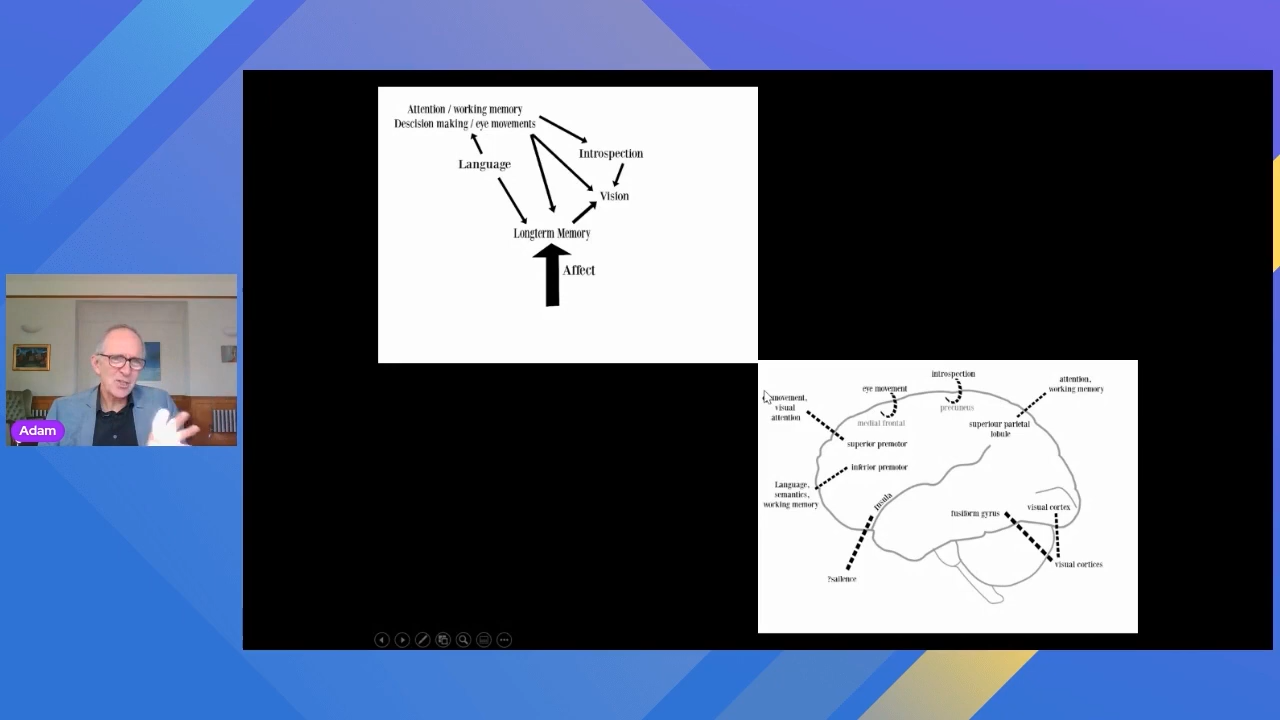 Attention / working memory
Descision making / eye movements
Introspection
Language
Vision
Longterm Memory
Affect
introspection
eye movement
attention,
working memory
movement,
visual
attention
precuneus
medial frontal
superiour parietal
lobule
superior premotor
inferior premotor
Language,
semantics,
working memory
insula
fusiform gyrus
visual cortex
visual cortices
?salience
Adam